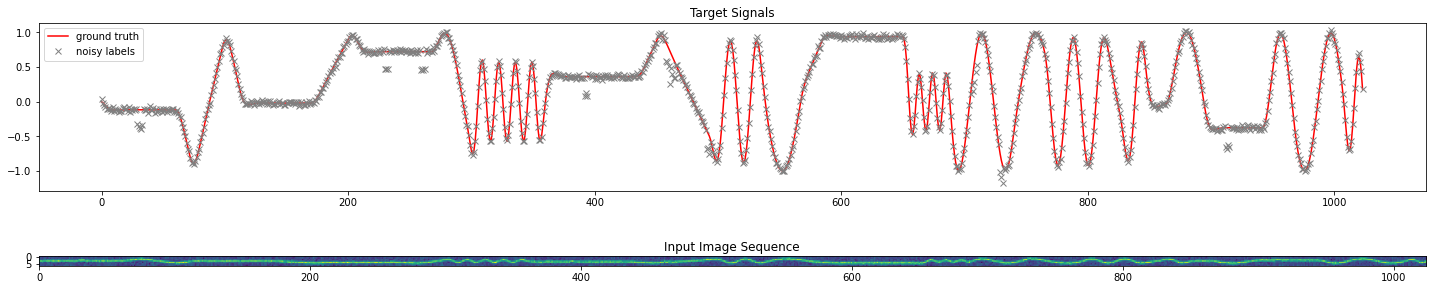 Target Signals
ground truth
noisy labels
1.0
0.5
0.0
−0.5
−1.0
0 200 400 600 800 1000
Input Image Sequence
0
5
0 200 400 600 800 1000